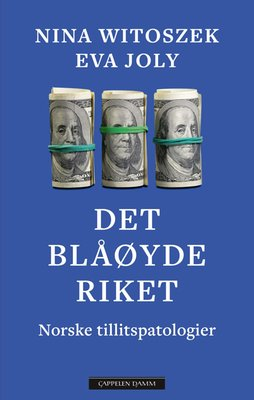 NINA WITOSZEK
EVA JOLY
DET
BLÅØYDE
RIKET
Norske tillitspatologier
CAPPELEN DAMM